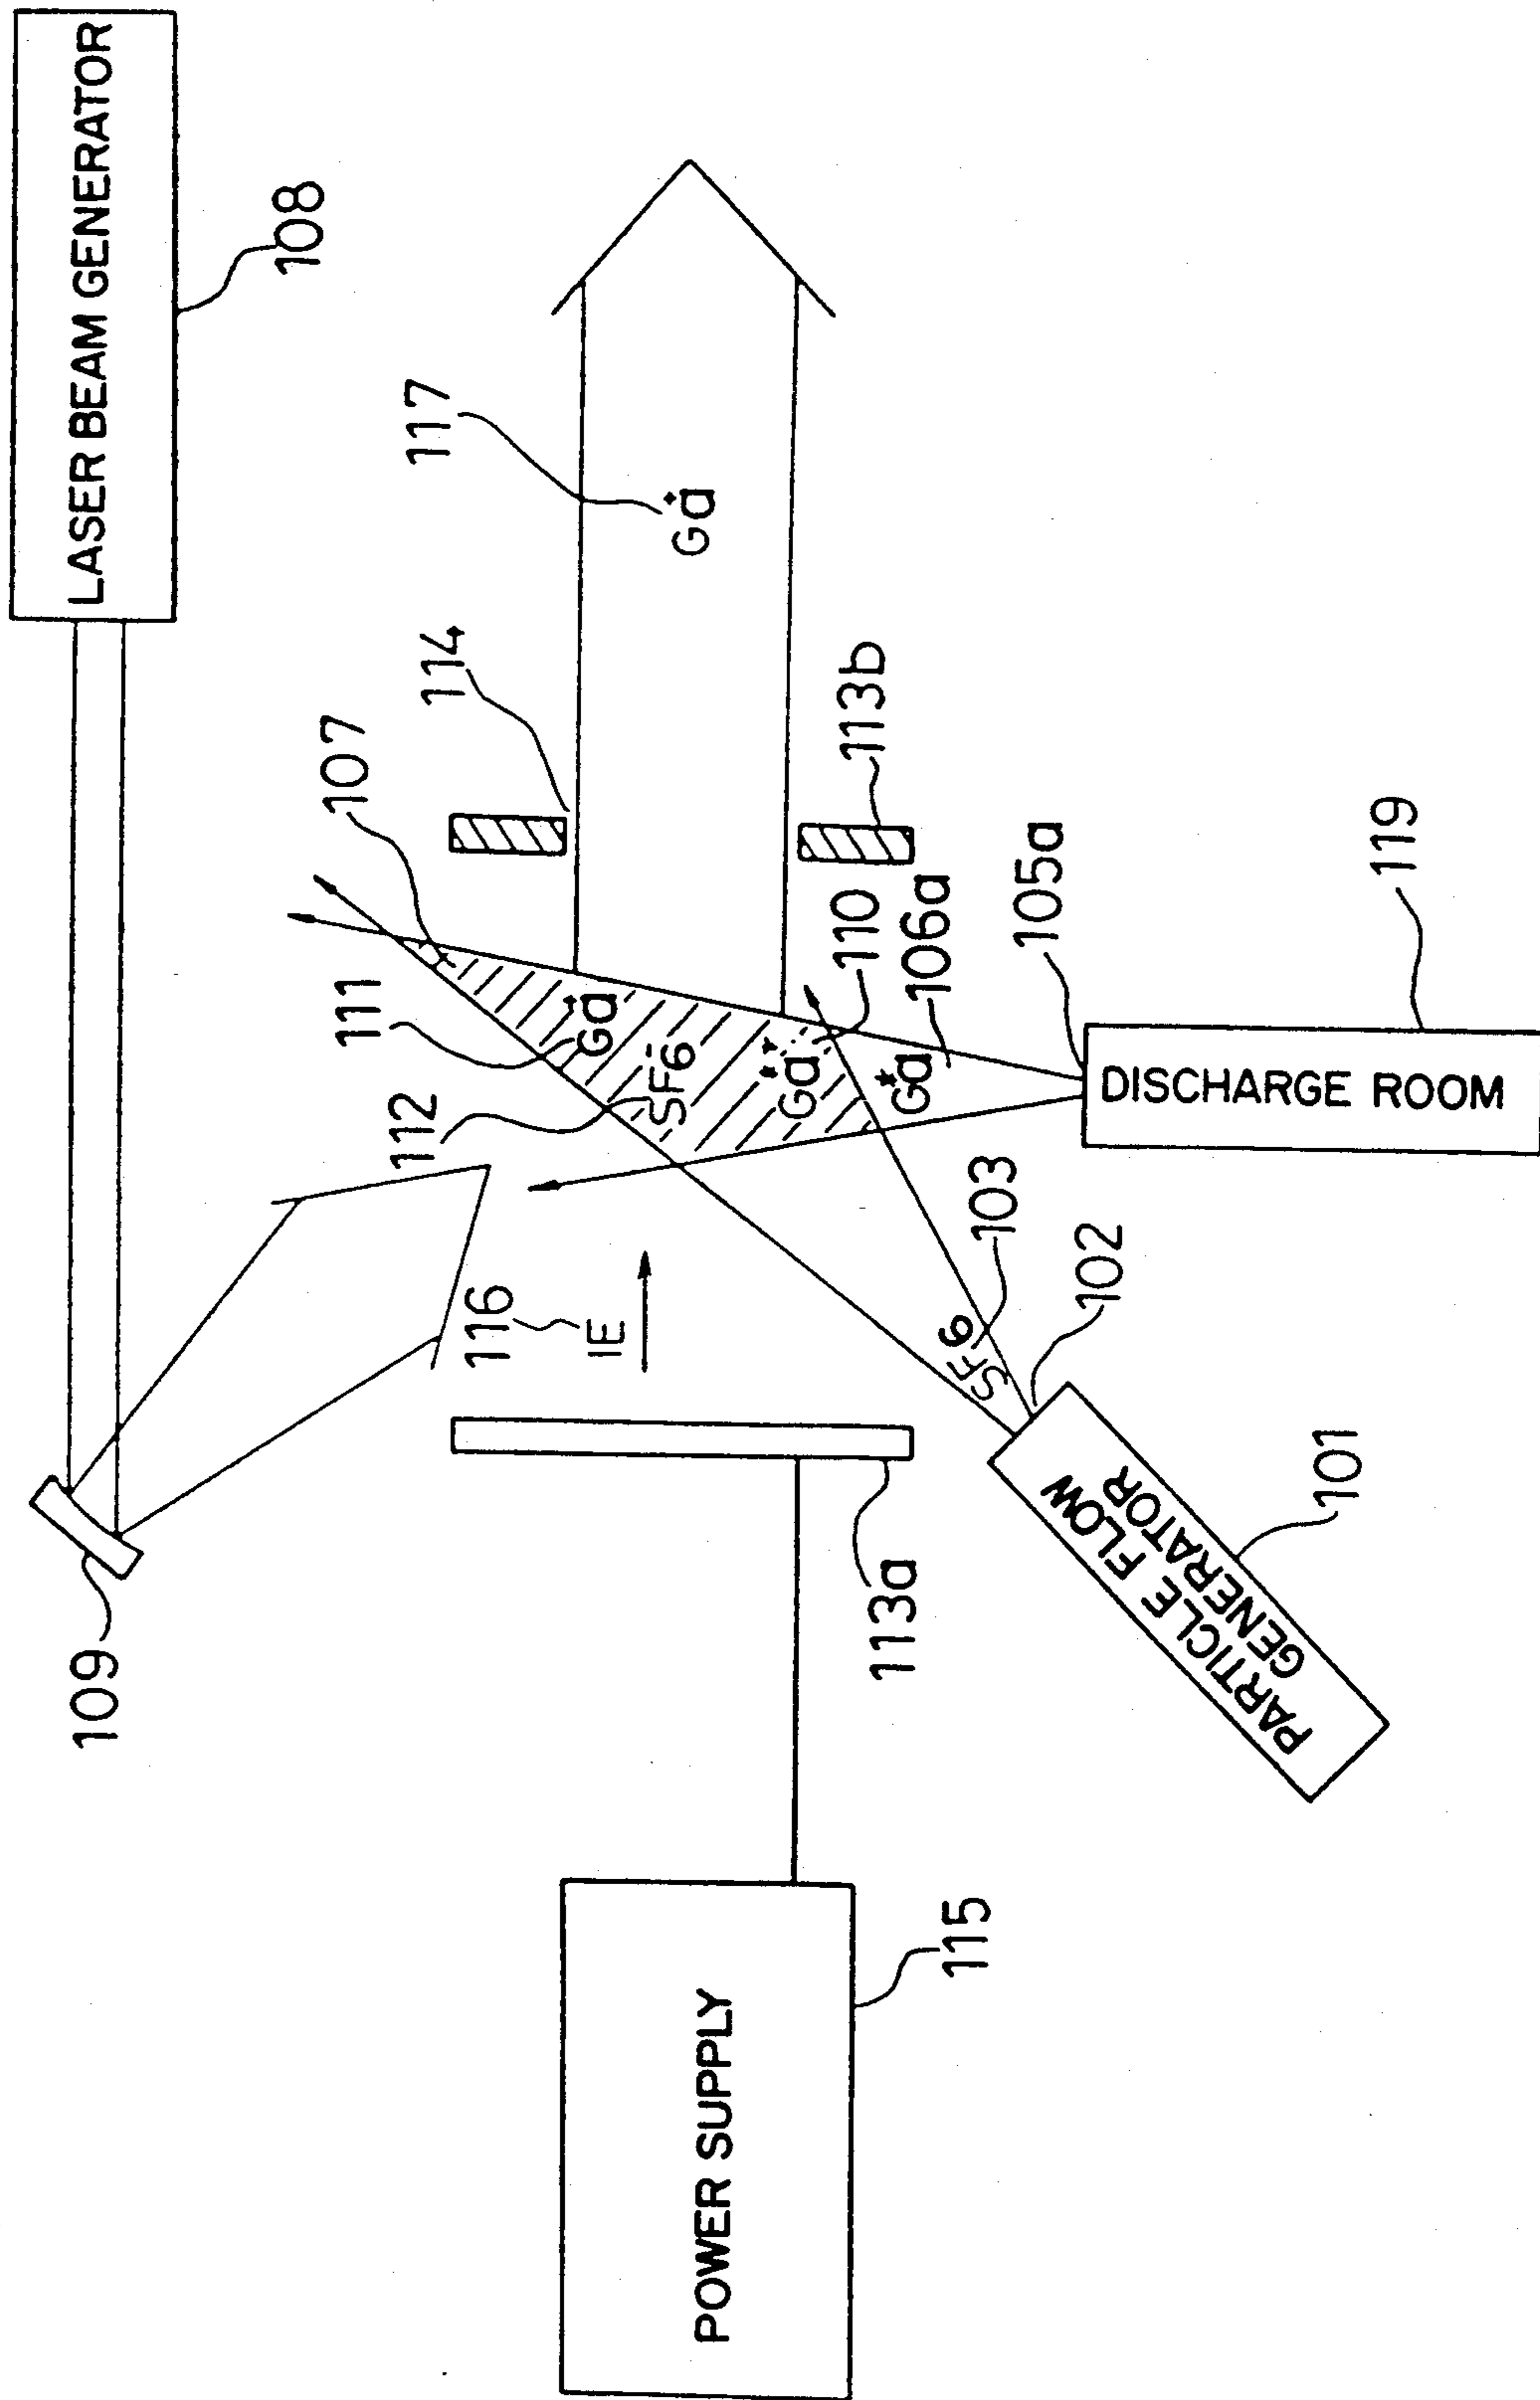 109
LASER BEAM GENERATOR
108
107
111
112
117
114
116
IE
Ga⁺
SF₆⁻
Ga⁺
POWER SUPPLY
Ga**
110
113b
113a
Ga*
106a
115
SF₆
103
105a
102
PARTICLE FLOW
GENERATOR
101
DISCHARGE ROOM
119